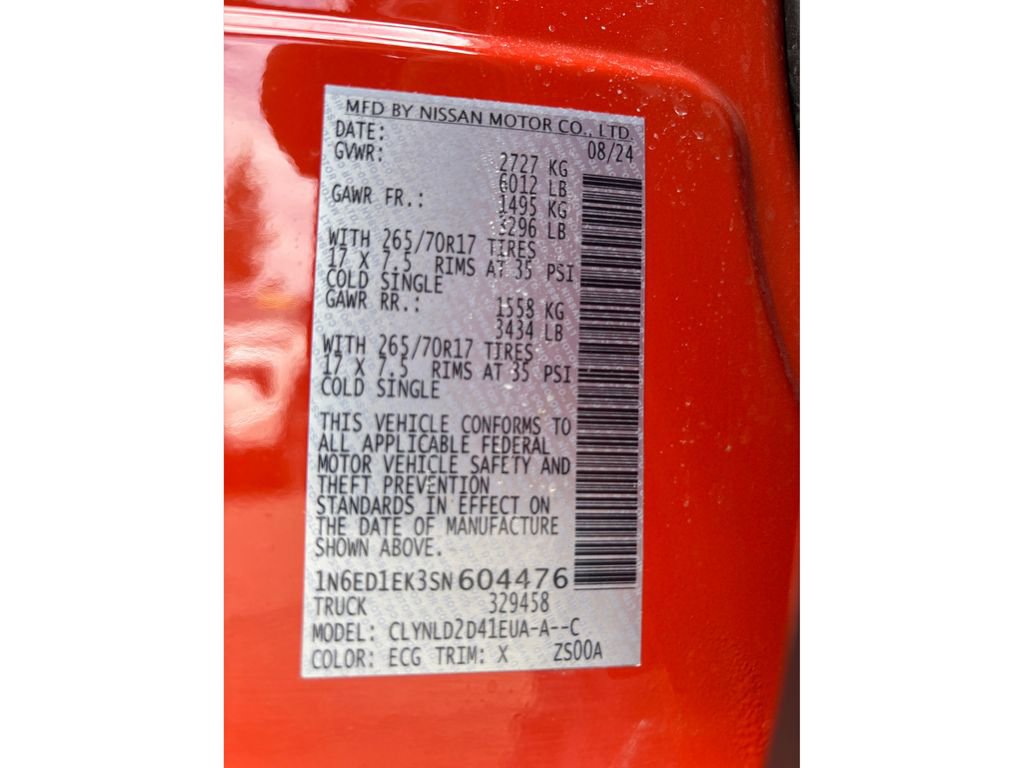 MFD BY NISSAN MOTOR CO., LTD.
DATE: 08/24
GVWR: 2727 KG
6012 LB
GAWR FR.: 1495 KG
3296 LB
WITH 265/70R17 TIRES
17 X 7.5 RIMS AT 35 PSI
COLD SINGLE
GAWR RR.: 1558 KG
3434 LB
WITH 265/70R17 TIRES
17 X 7.5 RIMS AT 35 PSI
COLD SINGLE
THIS VEHICLE CONFORMS TO
ALL APPLICABLE FEDERAL
MOTOR VEHICLE SAFETY AND
THEFT PREVENTION
STANDARDS IN EFFECT ON
THE DATE OF MANUFACTURE
SHOWN ABOVE.
1N6ED1EK3SN604476
TRUCK 329458
MODEL: CLYNLD2D41EUA-A--C
COLOR: ECG TRIM: X ZS00A